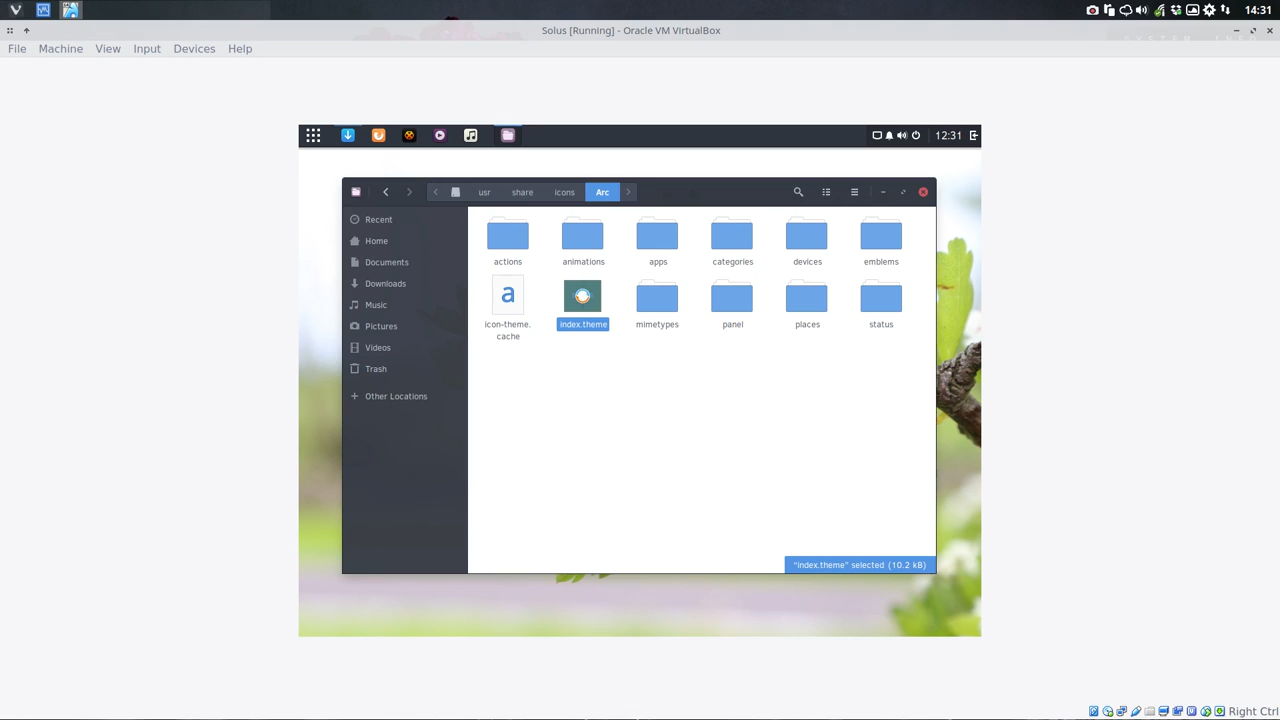 14:31
Solus [Running] - Oracle VM VirtualBox
File Machine View Input Devices Help
12:31
usr share icons Arc
Recent
Home
Documents
Downloads
Music
Pictures
Videos
Trash
Other Locations
actions animations apps categories devices emblems
a
icon-theme. index.theme mimetypes panel places status
cache
"index.theme" selected (10.2 kB)
Right Ctrl